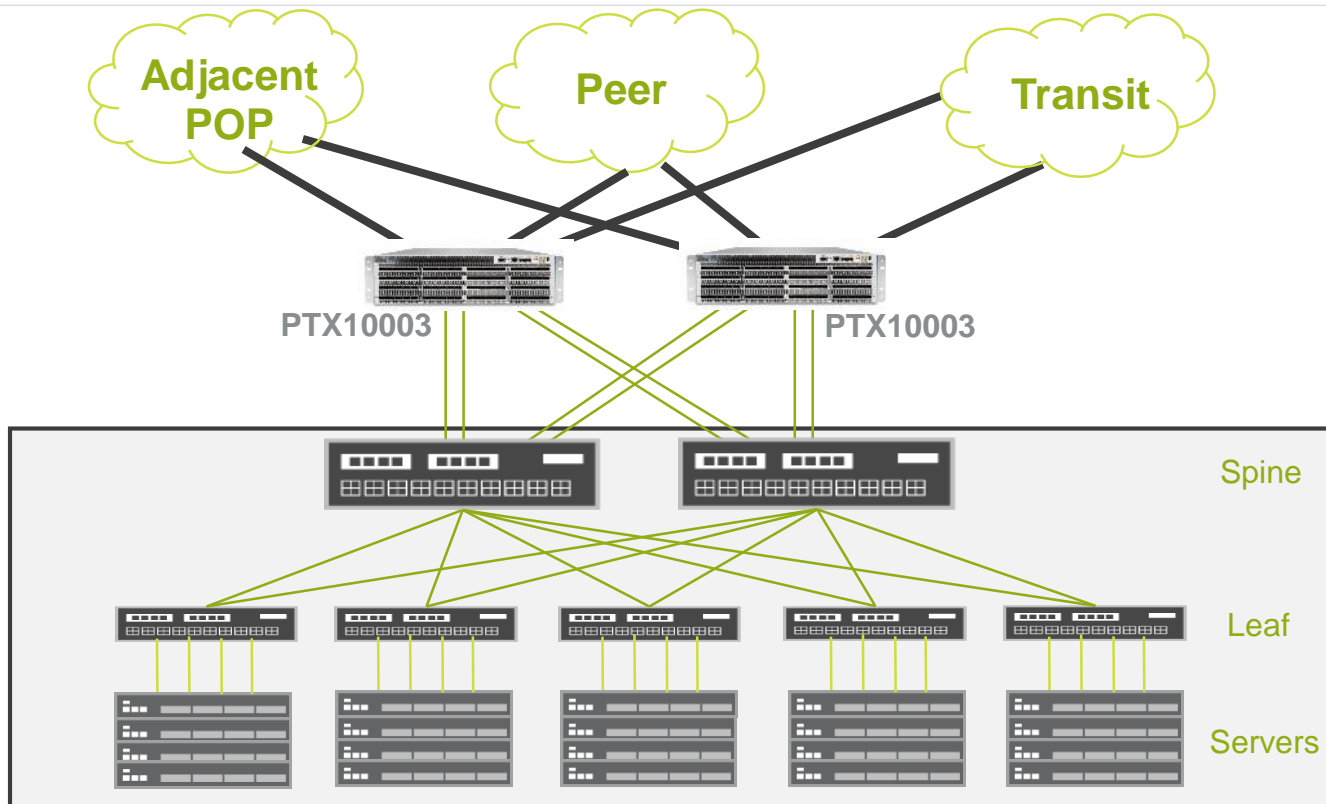 Adjacent
POP
Peer
Transit
PTX10003
PTX10003
Spine
Leaf
Servers